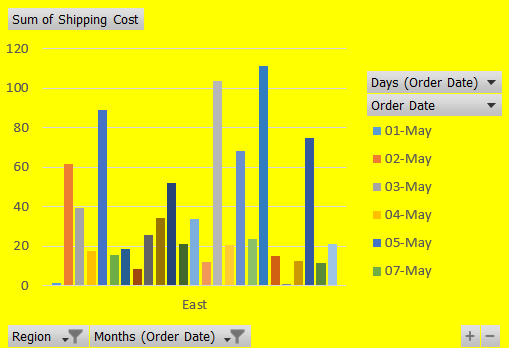 Sum of Shipping Cost
120
100
80
60
40
20
0
East
Days (Order Date)
Order Date
01-May
02-May
03-May
04-May
05-May
07-May
Region Months (Order Date)